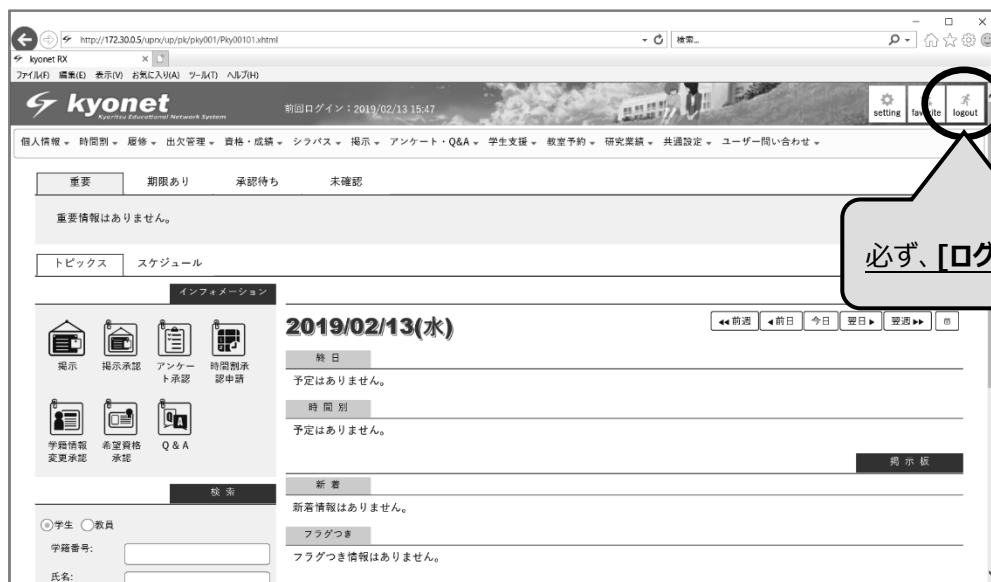 http://172.30.0.5/uprx/up/pk/pky001/Pky00101.xhtml
検索...
kyonet RX
ファイル(F) 編集(E) 表示(V) お気に入り(A) ツール(T) ヘルプ(H)
kyonet
Kyoritsu Educational Network System
前回ログイン：2019/02/13 15:47
setting
logout
個人情報 時間割 履修 出欠管理 資格・成績 シラバス 掲示 アンケート・Q&A 学生支援 教室予約 研究業績 共通設定 ユーザー問い合わせ
重要 期限あり 承認待ち 未確認
重要情報はありません。
必ず、[ログ
トピックス スケジュール
インフォメーション
掲示
掲示承認
アンケート承認
時間割承認申請
学籍情報変更承認
希望資格承認
Q & A
2019/02/13(水)
前週 前日 今日 翌日 翌週
終日
予定はありません。
時間別
予定はありません。
掲示板
新着
新着情報はありません。
フラグつき
フラグつき情報はありません。
検索
学生 教員
学籍番号:
氏名: